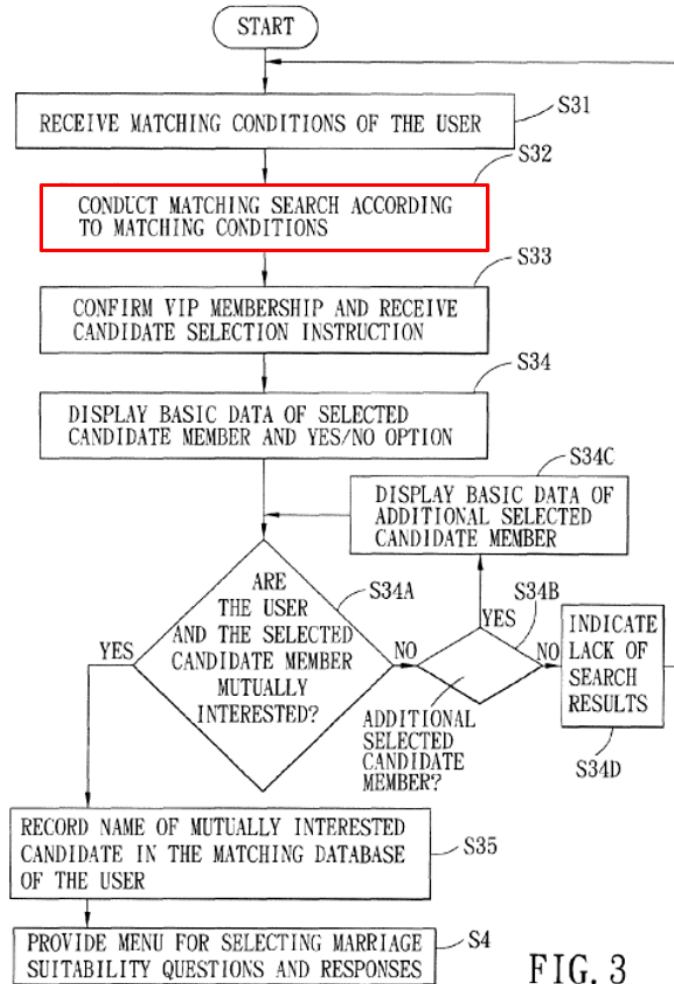 START
RECEIVE MATCHING CONDITIONS OF THE USER
S31
S32
CONDUCT MATCHING SEARCH ACCORDING
TO MATCHING CONDITIONS
S33
CONFIRM VIP MEMBERSHIP AND RECEIVE
CANDIDATE SELECTION INSTRUCTION
S34
DISPLAY BASIC DATA OF SELECTED
CANDIDATE MEMBER AND YES/NO OPTION
S34C
DISPLAY BASIC DATA OF
ADDITIONAL SELECTED
CANDIDATE MEMBER
ARE
THE USER
AND THE SELECTED
CANDIDATE MEMBER
MUTUALLY
INTERESTED?
S34A
YES
NO
S34B
YES
NO
ADDITIONAL
SELECTED
CANDIDATE
MEMBER?
INDICATE
LACK OF
SEARCH
RESULTS
S34D
RECORD NAME OF MUTUALLY INTERESTED
CANDIDATE IN THE MATCHING DATABASE
OF THE USER
S35
PROVIDE MENU FOR SELECTING MARRIAGE
SUITABILITY QUESTIONS AND RESPONSES
S4
FIG. 3